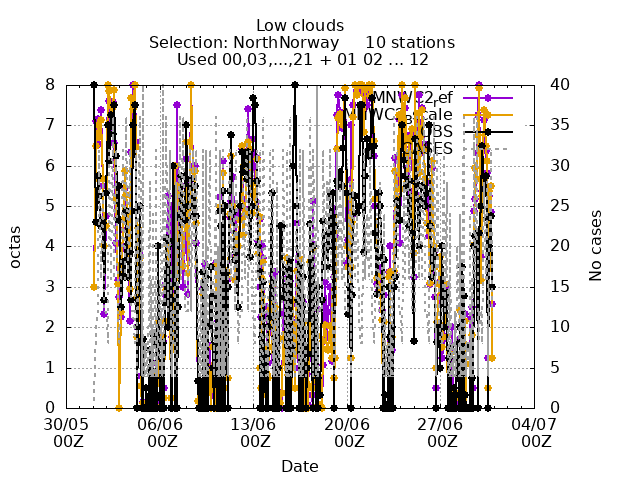 Low clouds
Selection: NorthNorway 10 stations
Used 00,03,...,21 + 01 02 ... 12
8
7
6
5
4
3
2
1
0
octas
40
35
30
25
20
15
10
5
0
No cases
30/05 06/06 13/06 20/06 27/06 04/07
00Z 00Z 00Z 00Z 00Z 00Z
Date